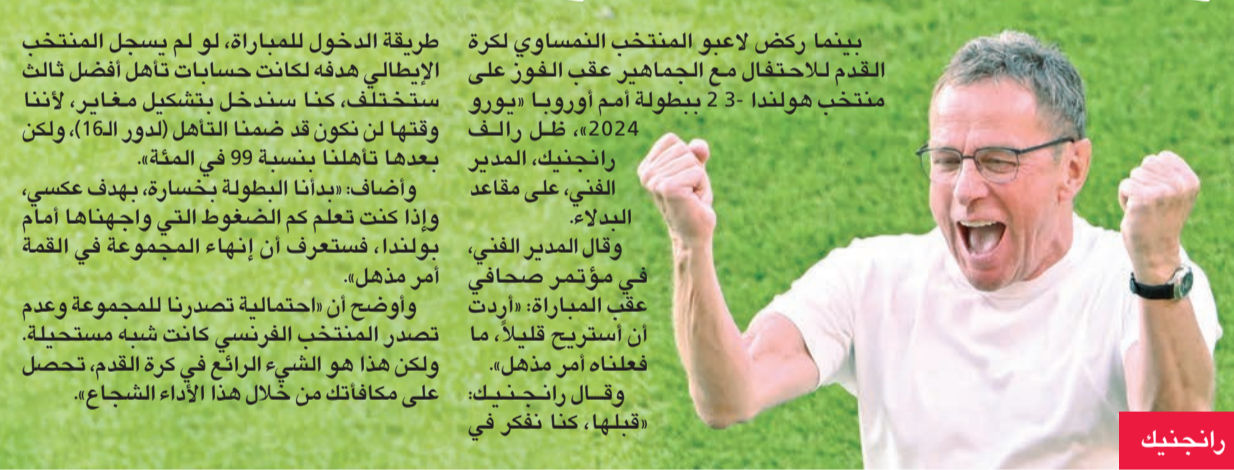 بينما ركض لاعبو المنتخب النمساوي لكرة
القدم للاحتفال مع الجماهير عقب الفوز على
منتخب هولندا -3 2 ببطولة أمم أوروبا «يورو
2024»، ظل رالف
رانجنيك، المدير
الفني، على مقاعد
البدلاء.
وقال المدير الفني،
في مؤتمر صحافي
عقب المباراة: «أردت
أن أستريح قليلاً، ما
فعلناه أمر مذهل».
وقال رانجنيك:
«قبلها، كنا نفكر في
طريقة الدخول للمباراة، لو لم يسجل المنتخب
الإيطالي هدفه لكانت حسابات تأهل أفضل ثالث
ستختلف، كنا سندخل بتشكيل مغاير، لأننا
وقتها لن نكون قد ضمنا التأهل (لدور الـ16)، ولكن
بعدها تأهلنا بنسبة 99 في المئة».
وأضاف: «بدأنا البطولة بخسارة، بهدف عكسي،
وإذا كنت تعلم كم الضغوط التي واجهناها أمام
بولندا، فستعرف أن إنهاء المجموعة في القمة
أمر مذهل».
وأوضح أن «احتمالية تصدرنا للمجموعة وعدم
تصدر المنتخب الفرنسي كانت شبه مستحيلة.
ولكن هذا هو الشيء الرائع في كرة القدم، تحصل
على مكافأتك من خلال هذا الأداء الشجاع».
رانجنيك